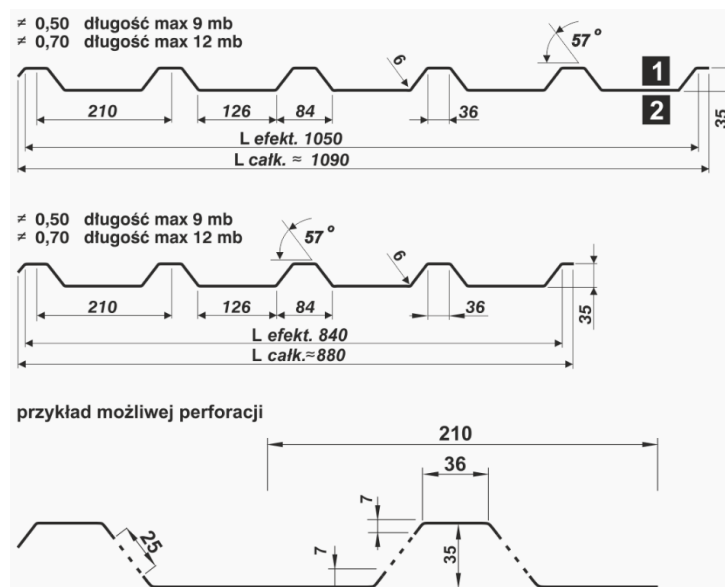 ≠ 0,50 długość max 9 mb
≠ 0,70 długość max 12 mb
57°
6
1
2
210
126
84
36
35
L efekt. 1050
L całk. ≈ 1090
≠ 0,50 długość max 9 mb
≠ 0,70 długość max 12 mb
57°
6
210
126
84
36
35
L efekt. 840
L całk.≈880
przykład możliwej perforacji
210
36
7
25
7
35